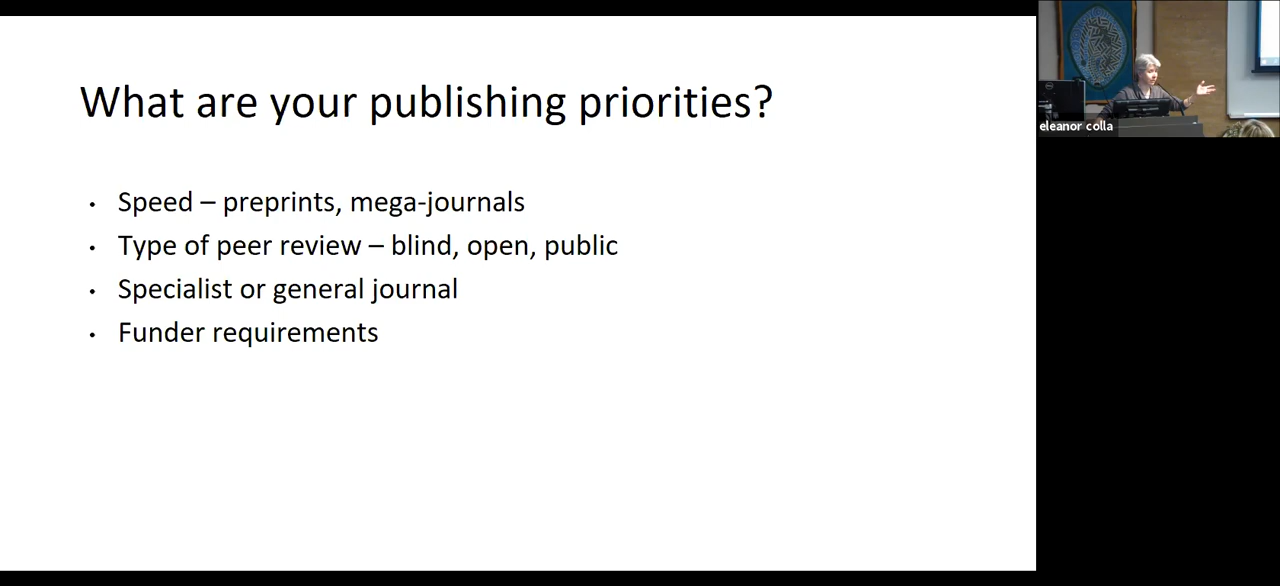 What are your publishing priorities?
• Speed – preprints, mega-journals
• Type of peer review – blind, open, public
• Specialist or general journal
• Funder requirements
eleanor colla